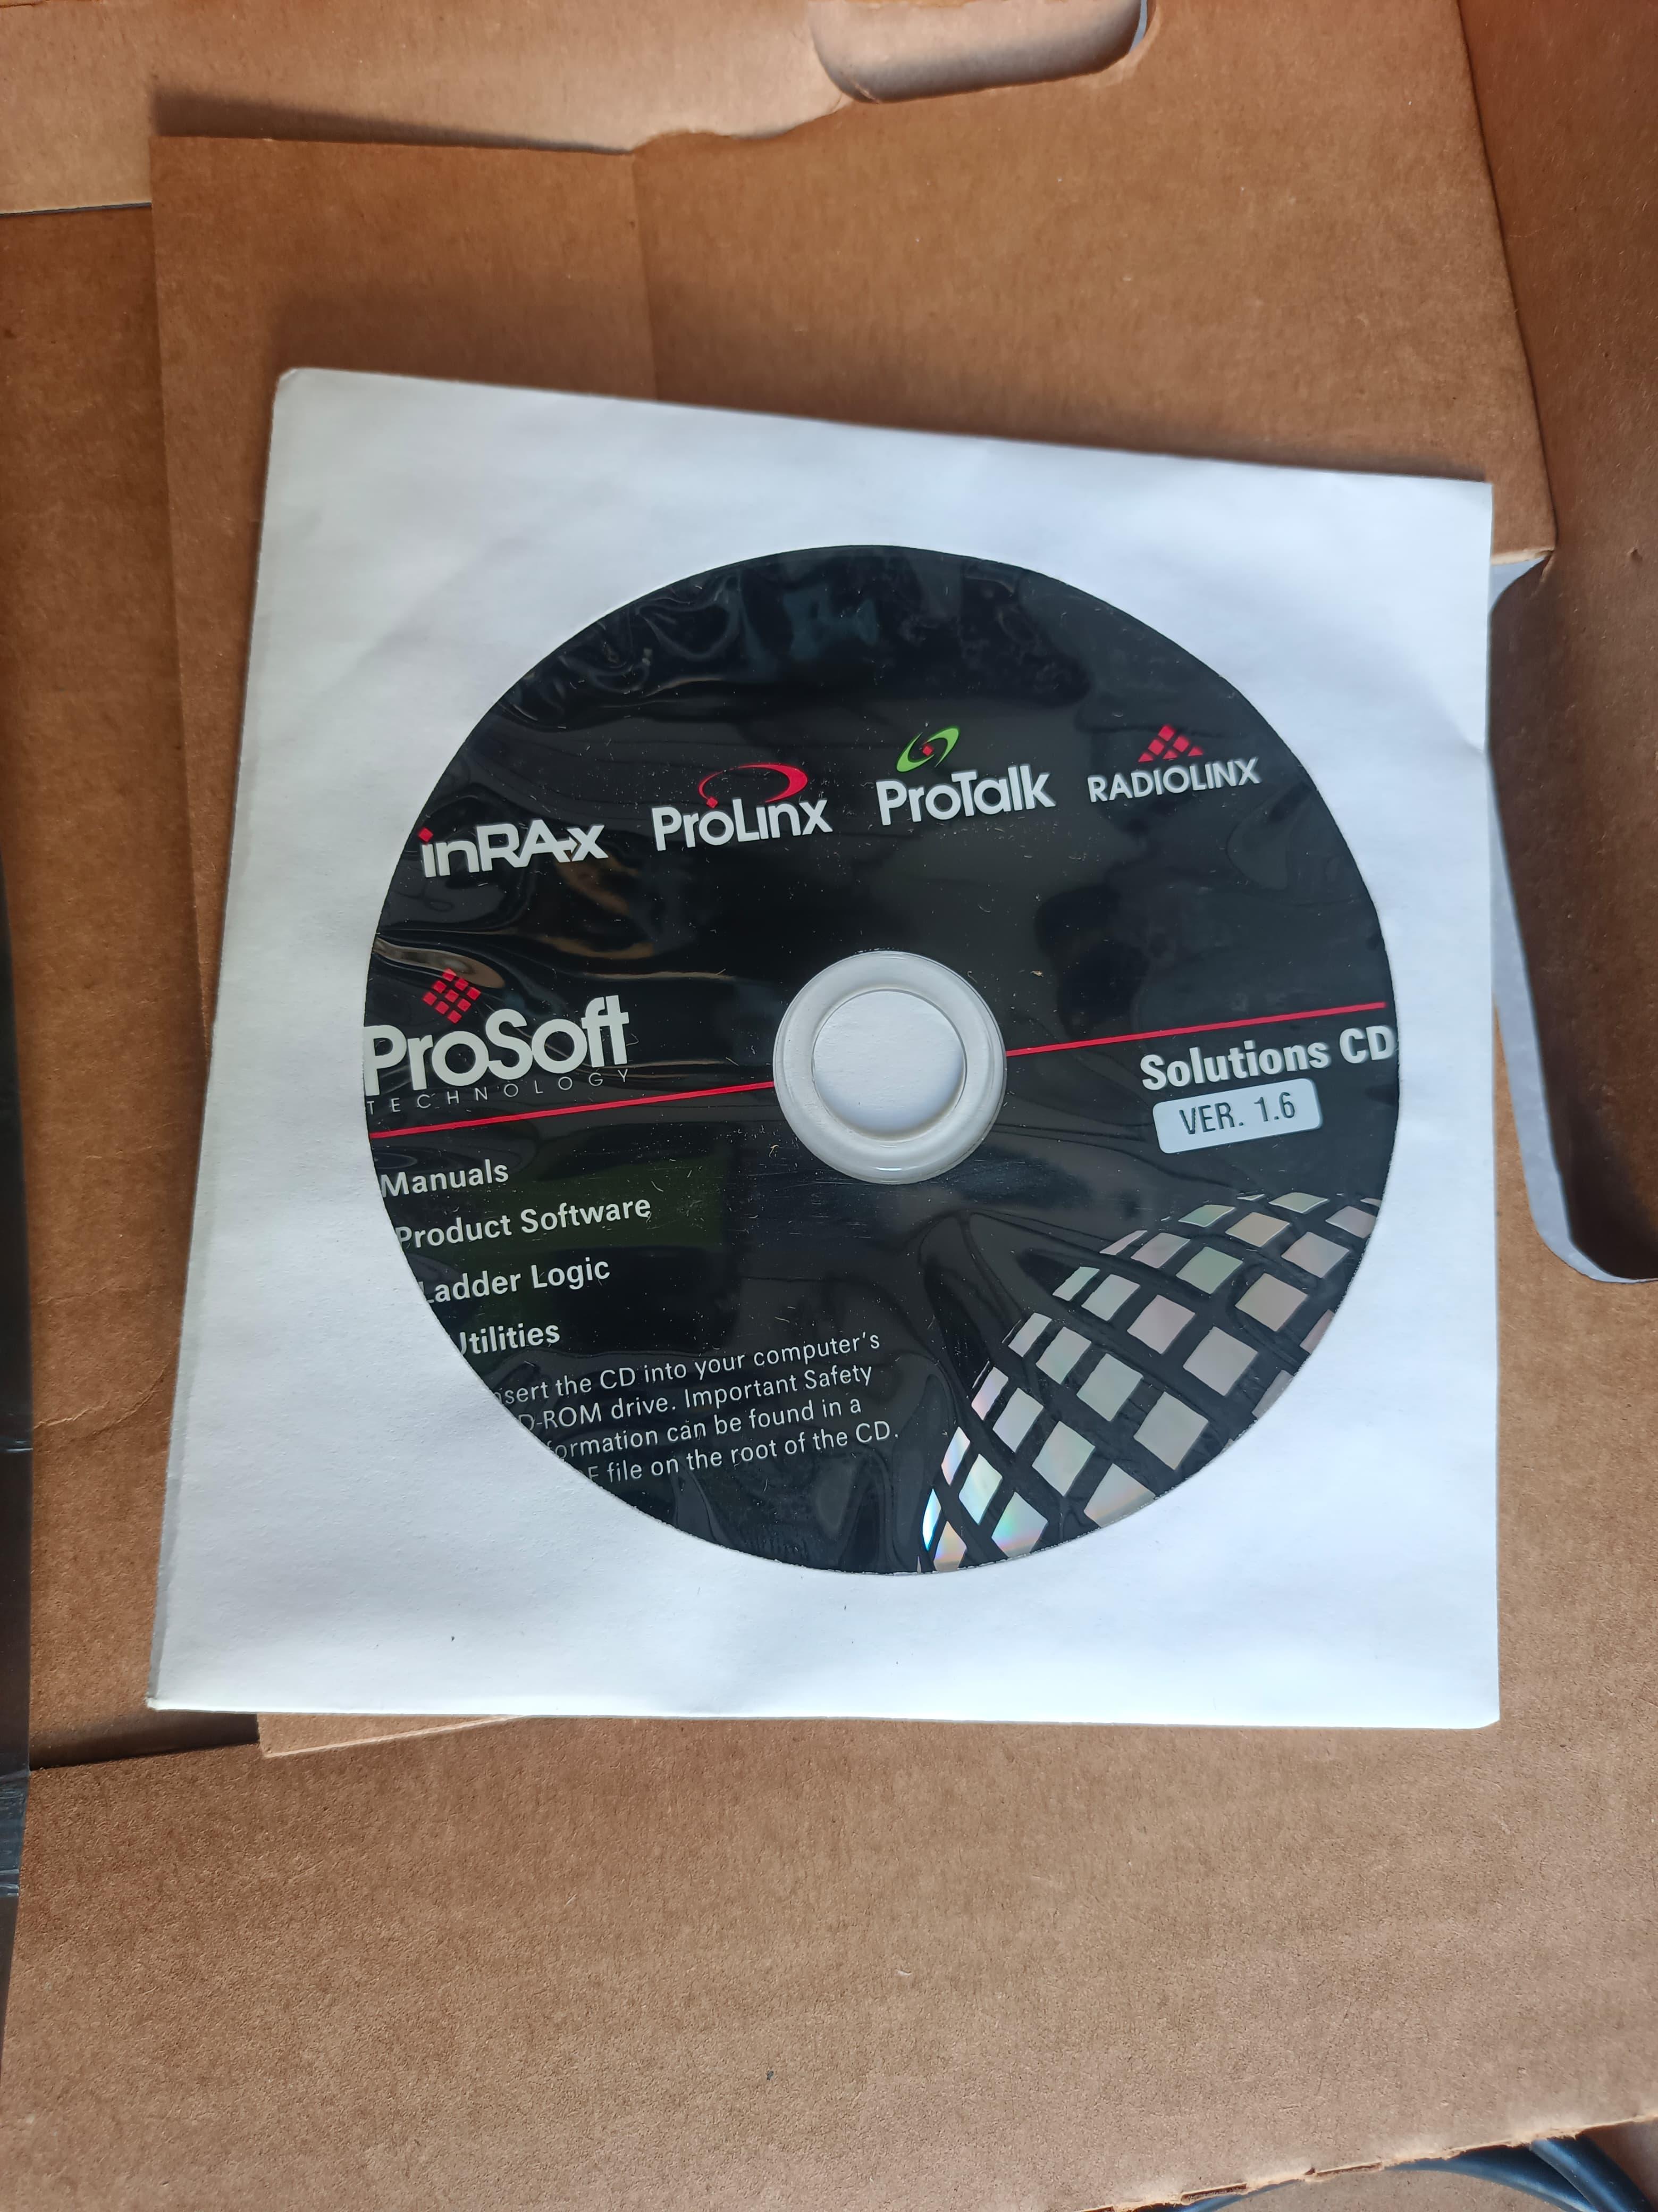 inRAx
ProLinx
ProTalk
RADIOLINX
ProSoft
TECHNOLOGY
Solutions CD
VER. 1.6
Manuals
Product Software
Ladder Logic
Utilities
the CD into your computer's
drive. Important Safety
can be found in a
file on the root of the CD.